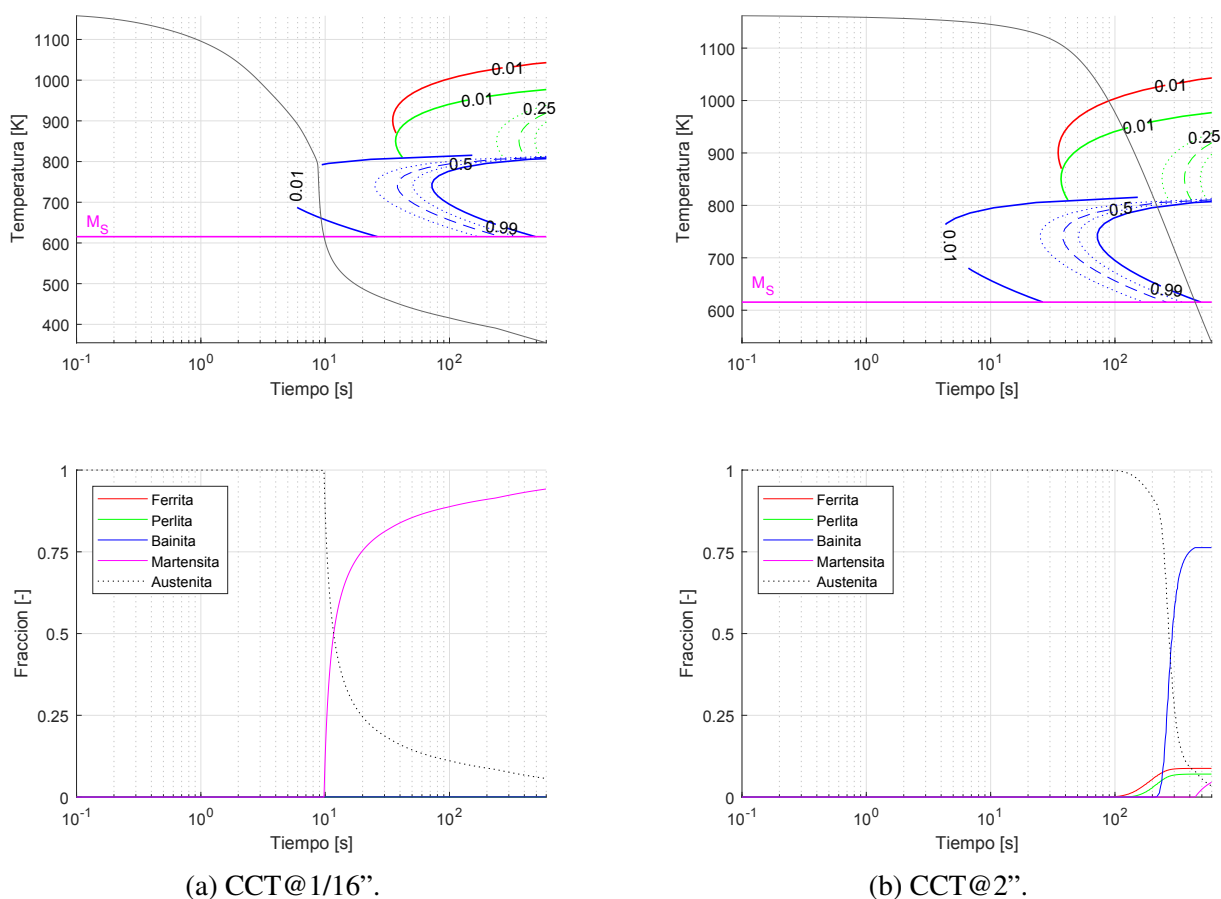 1100
1000
900
800
700
600
500
400
Temperatura [K]
0.01
0.01
0.25
0.5
0.01
0.99
M_S
10^-1
10^0
10^1
10^2
Tiempo [s]
1100
1000
900
800
700
600
Temperatura [K]
0.01
0.01
0.25
0.5
0.01
0.99
M_S
10^-1
10^0
10^1
10^2
Tiempo [s]
1
0.75
0.5
0.25
0
Fraccion [-]
Ferrita
Perlita
Bainita
Martensita
Austenita
10^-1
10^0
10^1
10^2
Tiempo [s]
(a) CCT@1/16”.
1
0.75
0.5
0.25
0
Fraccion [-]
Ferrita
Perlita
Bainita
Martensita
Austenita
10^-1
10^0
10^1
10^2
Tiempo [s]
(b) CCT@2”.